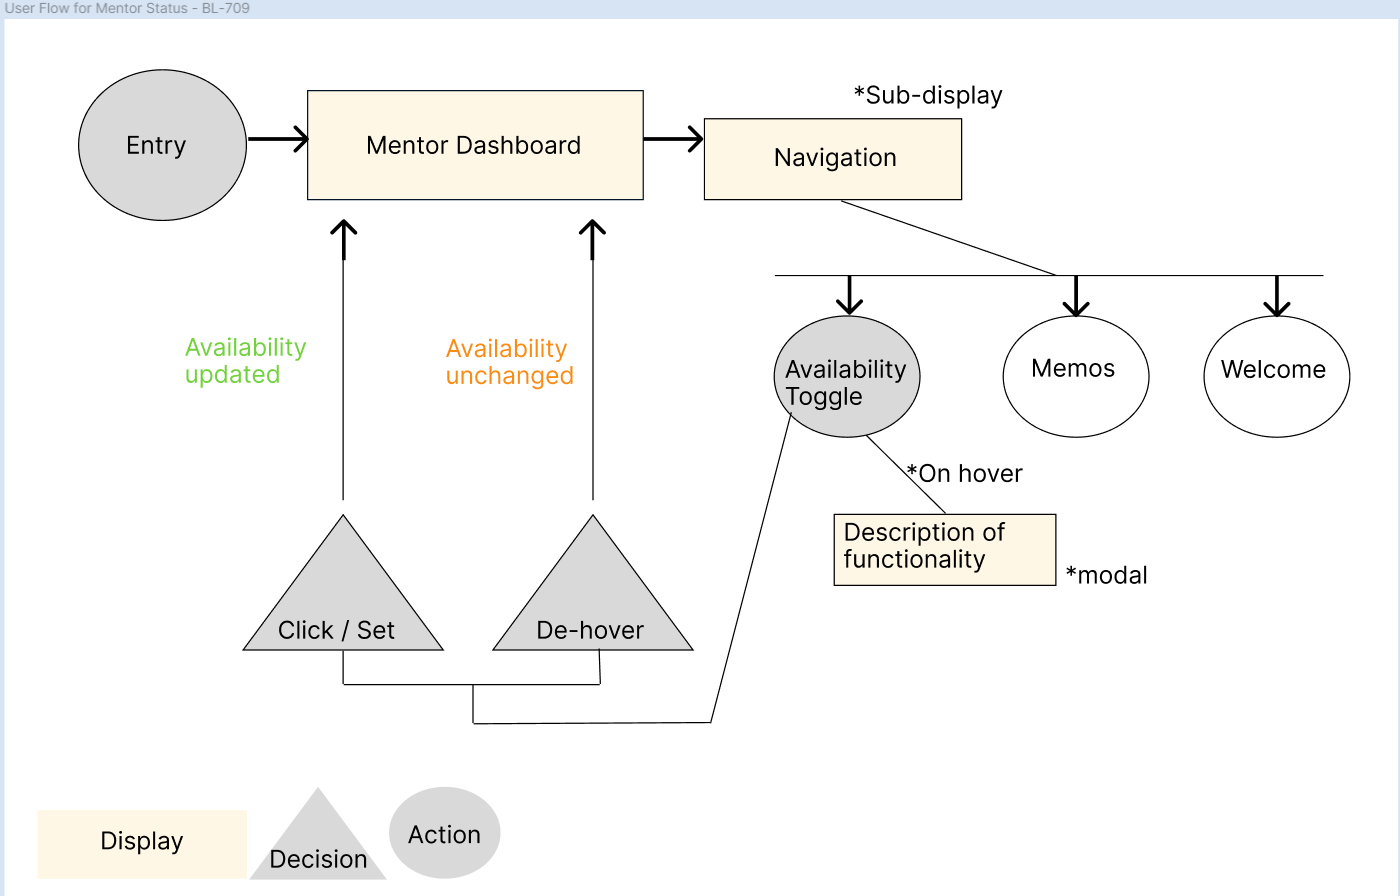 User Flow for Mentor Status - BL-709
*Sub-display
Entry
Mentor Dashboard
Navigation
Availability
updated
Availability
unchanged
Availability
Toggle
Memos
Welcome
*On hover
Description of
functionality
*modal
Click / Set
De-hover
Display
Decision
Action